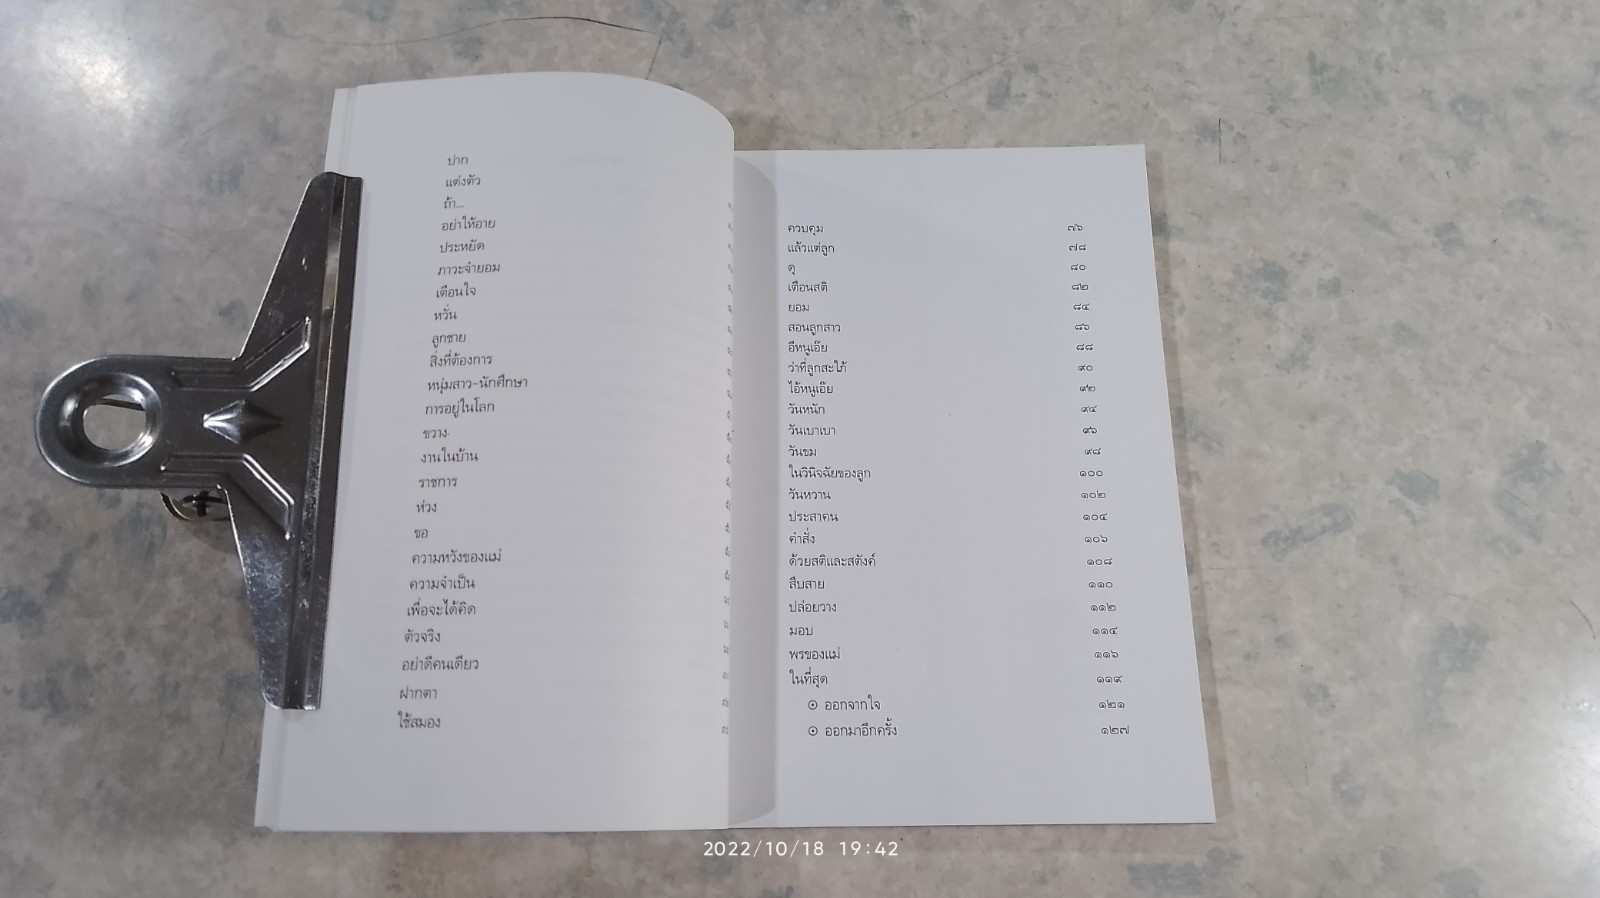 ปาก
แต่งตัว
ถ้า...
อย่าให้อาย
ประหยัด
ภาวะจำยอม
เตือนใจ
หวั่น
ลูกชาย
สิ่งที่ต้องการ
หนุ่มสาว-นักศึกษา
การอยู่ในโลก
ขวาง
งานในบ้าน
ราชการ
ห่วง
ขอ
ความหวังของแม่
ความจำเป็น
เพื่อจะได้คิด
ตัวจริง
อย่าดีคนเดียว
ฝากตา
ใช้สมอง
ควบคุม ๗๖
แล้วแต่ลูก ๗๘
ดุ ๘๐
เตือนสติ ๘๒
ยอม ๘๔
สอนลูกสาว ๘๖
อีหนูเอ๊ย ๘๘
ว่าที่ลูกสะใภ้ ๙๐
ไอ้หนูเอ๊ย ๙๒
วันหนัก ๙๔
วันเบาเบา ๙๖
วันขม ๙๘
ในวินิจฉัยของลูก ๑๐๐
วันหวาน ๑๐๒
ประสาคน ๑๐๔
คำสั่ง ๑๐๖
ด้วยสติและสตังค์ ๑๐๘
สืบสาย ๑๑๐
ปล่อยวาง ๑๑๒
มอบ ๑๑๔
พรของแม่ ๑๑๖
ในที่สุด ๑๑๙
⊙ ออกจากใจ ๑๒๑
⊙ ออกมาอีกครั้ง ๑๒๗
2022/10/18 19:42